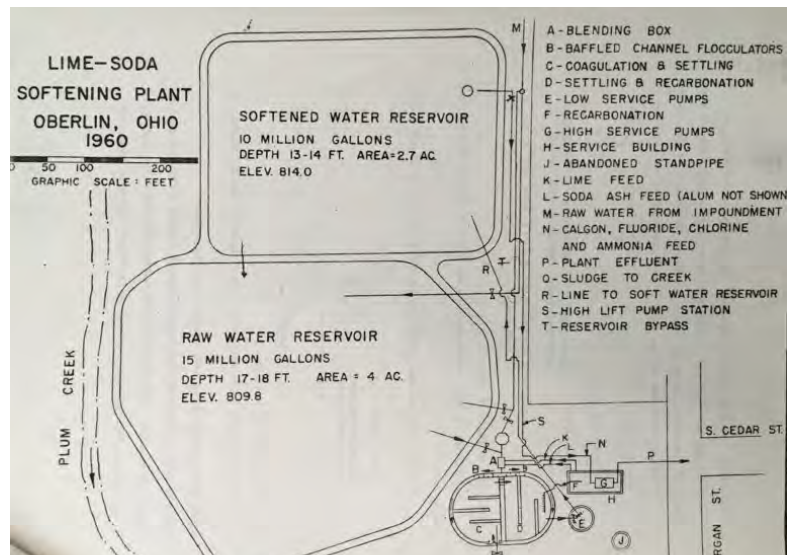 LIME-SODA
SOFTENING PLANT
OBERLIN, OHIO
1960
0 50 100 200
GRAPHIC SCALE : FEET
SOFTENED WATER RESERVOIR
10 MILLION GALLONS
DEPTH 13-14 FT. AREA=2.7 AC.
ELEV. 814.0
RAW WATER RESERVOIR
15 MILLION GALLONS
DEPTH 17-18 FT. AREA = 4 AC.
ELEV. 809.8
PLUM CREEK
M
A-BLENDING BOX
B-BAFFLED CHANNEL FLOCCULATORS
C-COAGULATION & SETTLING
D-SETTLING & RECARBONATION
E-LOW SERVICE PUMPS
F-RECARBONATION
G-HIGH SERVICE PUMPS
H-SERVICE BUILDING
J-ABANDONED STANDPIPE
K-LIME FEED
L-SODA ASH FEED (ALUM NOT SHOWN
M-RAW WATER FROM IMPOUNDMENT
N-CALGON, FLUORIDE, CHLORINE
AND AMMONIA FEED
P-PLANT EFFLUENT
Q-SLUDGE TO CREEK
R-LINE TO SOFT WATER RESERVOIR
S-HIGH LIFT PUMP STATION
T-RESERVOIR BYPASS
R
T
S
K
L
N
P
A
B
C
D
E
F
G
H
J
S. CEDAR ST.
RGAN ST.